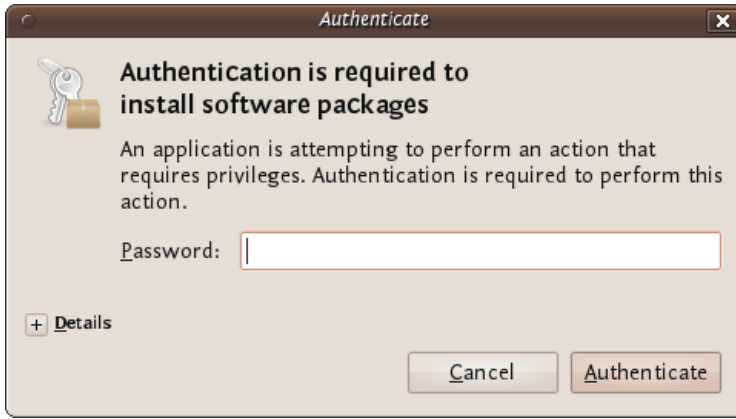 Authenticate
Authentication is required to
install software packages
An application is attempting to perform an action that
requires privileges. Authentication is required to perform this
action.
Password:
Details
Cancel Authenticate